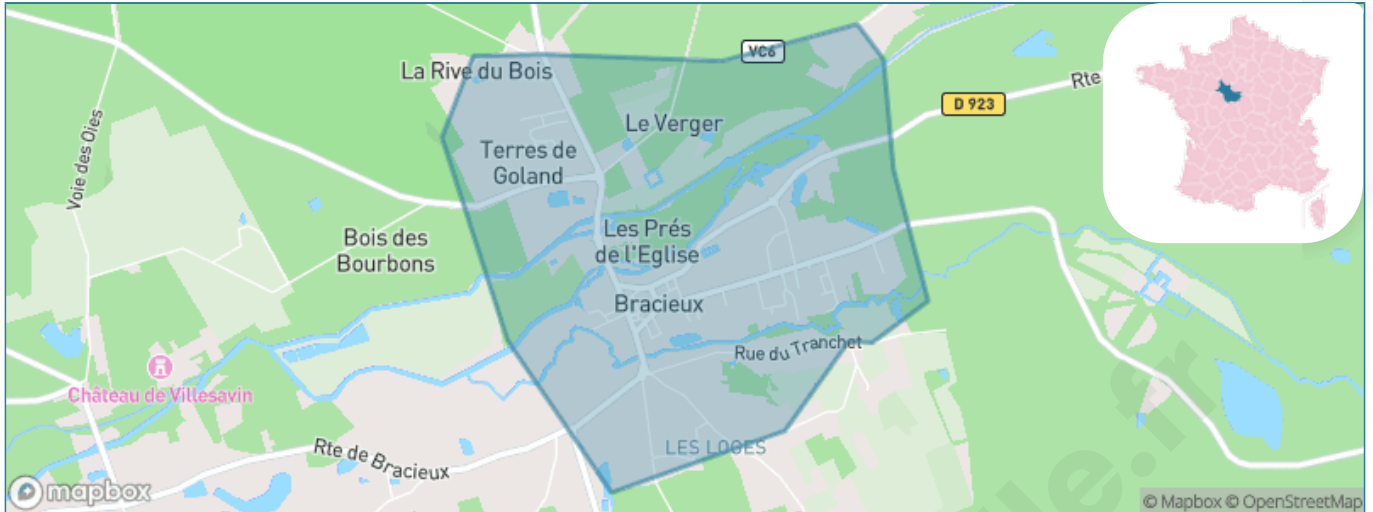 VC6
La Rive du Bois
D 923
Rte
Le Verger
Voie des Oies
Terres de
Goland
Les Prés
de l'Eglise
Bois des
Bourbons
Bracieux
Rue du Tranchet
Château de Villesavin
Rte de Bracieux
LES LOGES
mapbox
© Mapbox © OpenStreetMap